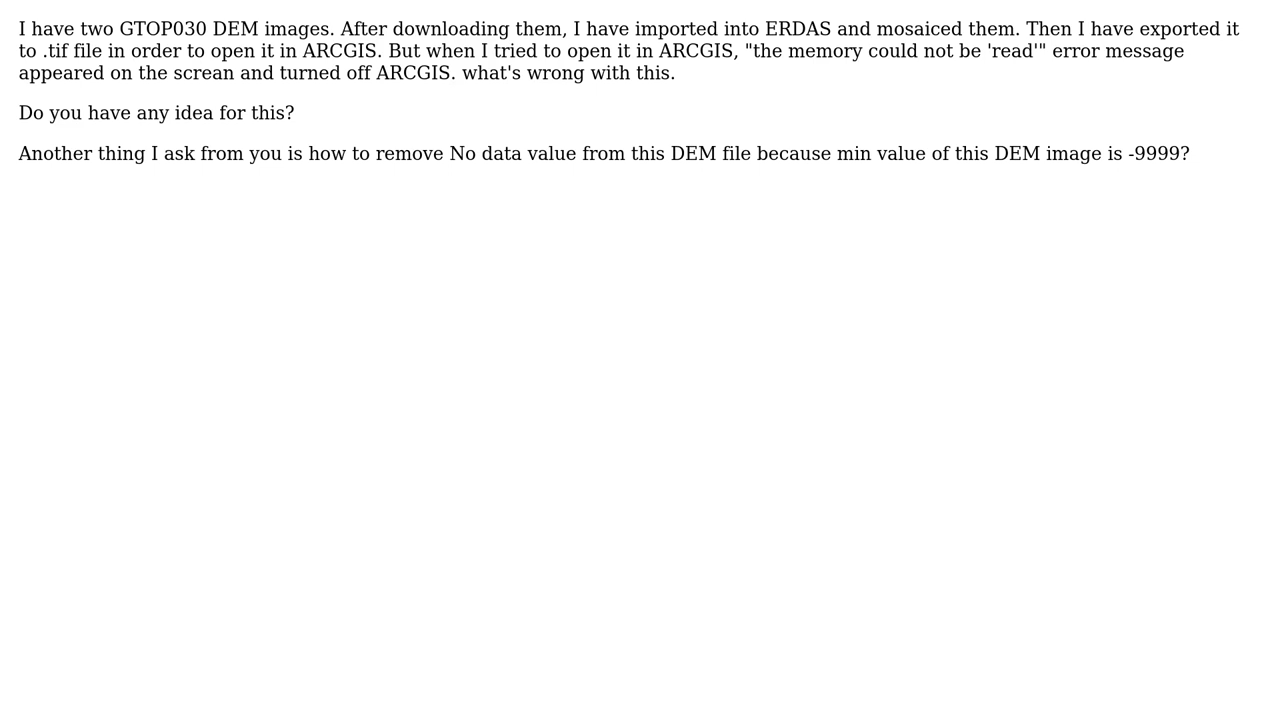 I have two GTOP030 DEM images. After downloading them, I have imported into ERDAS and mosaiced them. Then I have exported it
to .tif file in order to open it in ARCGIS. But when I tried to open it in ARCGIS, "the memory could not be 'read'" error message
appeared on the screan and turned off ARCGIS. what's wrong with this.
Do you have any idea for this?
Another thing I ask from you is how to remove No data value from this DEM file because min value of this DEM image is -9999?